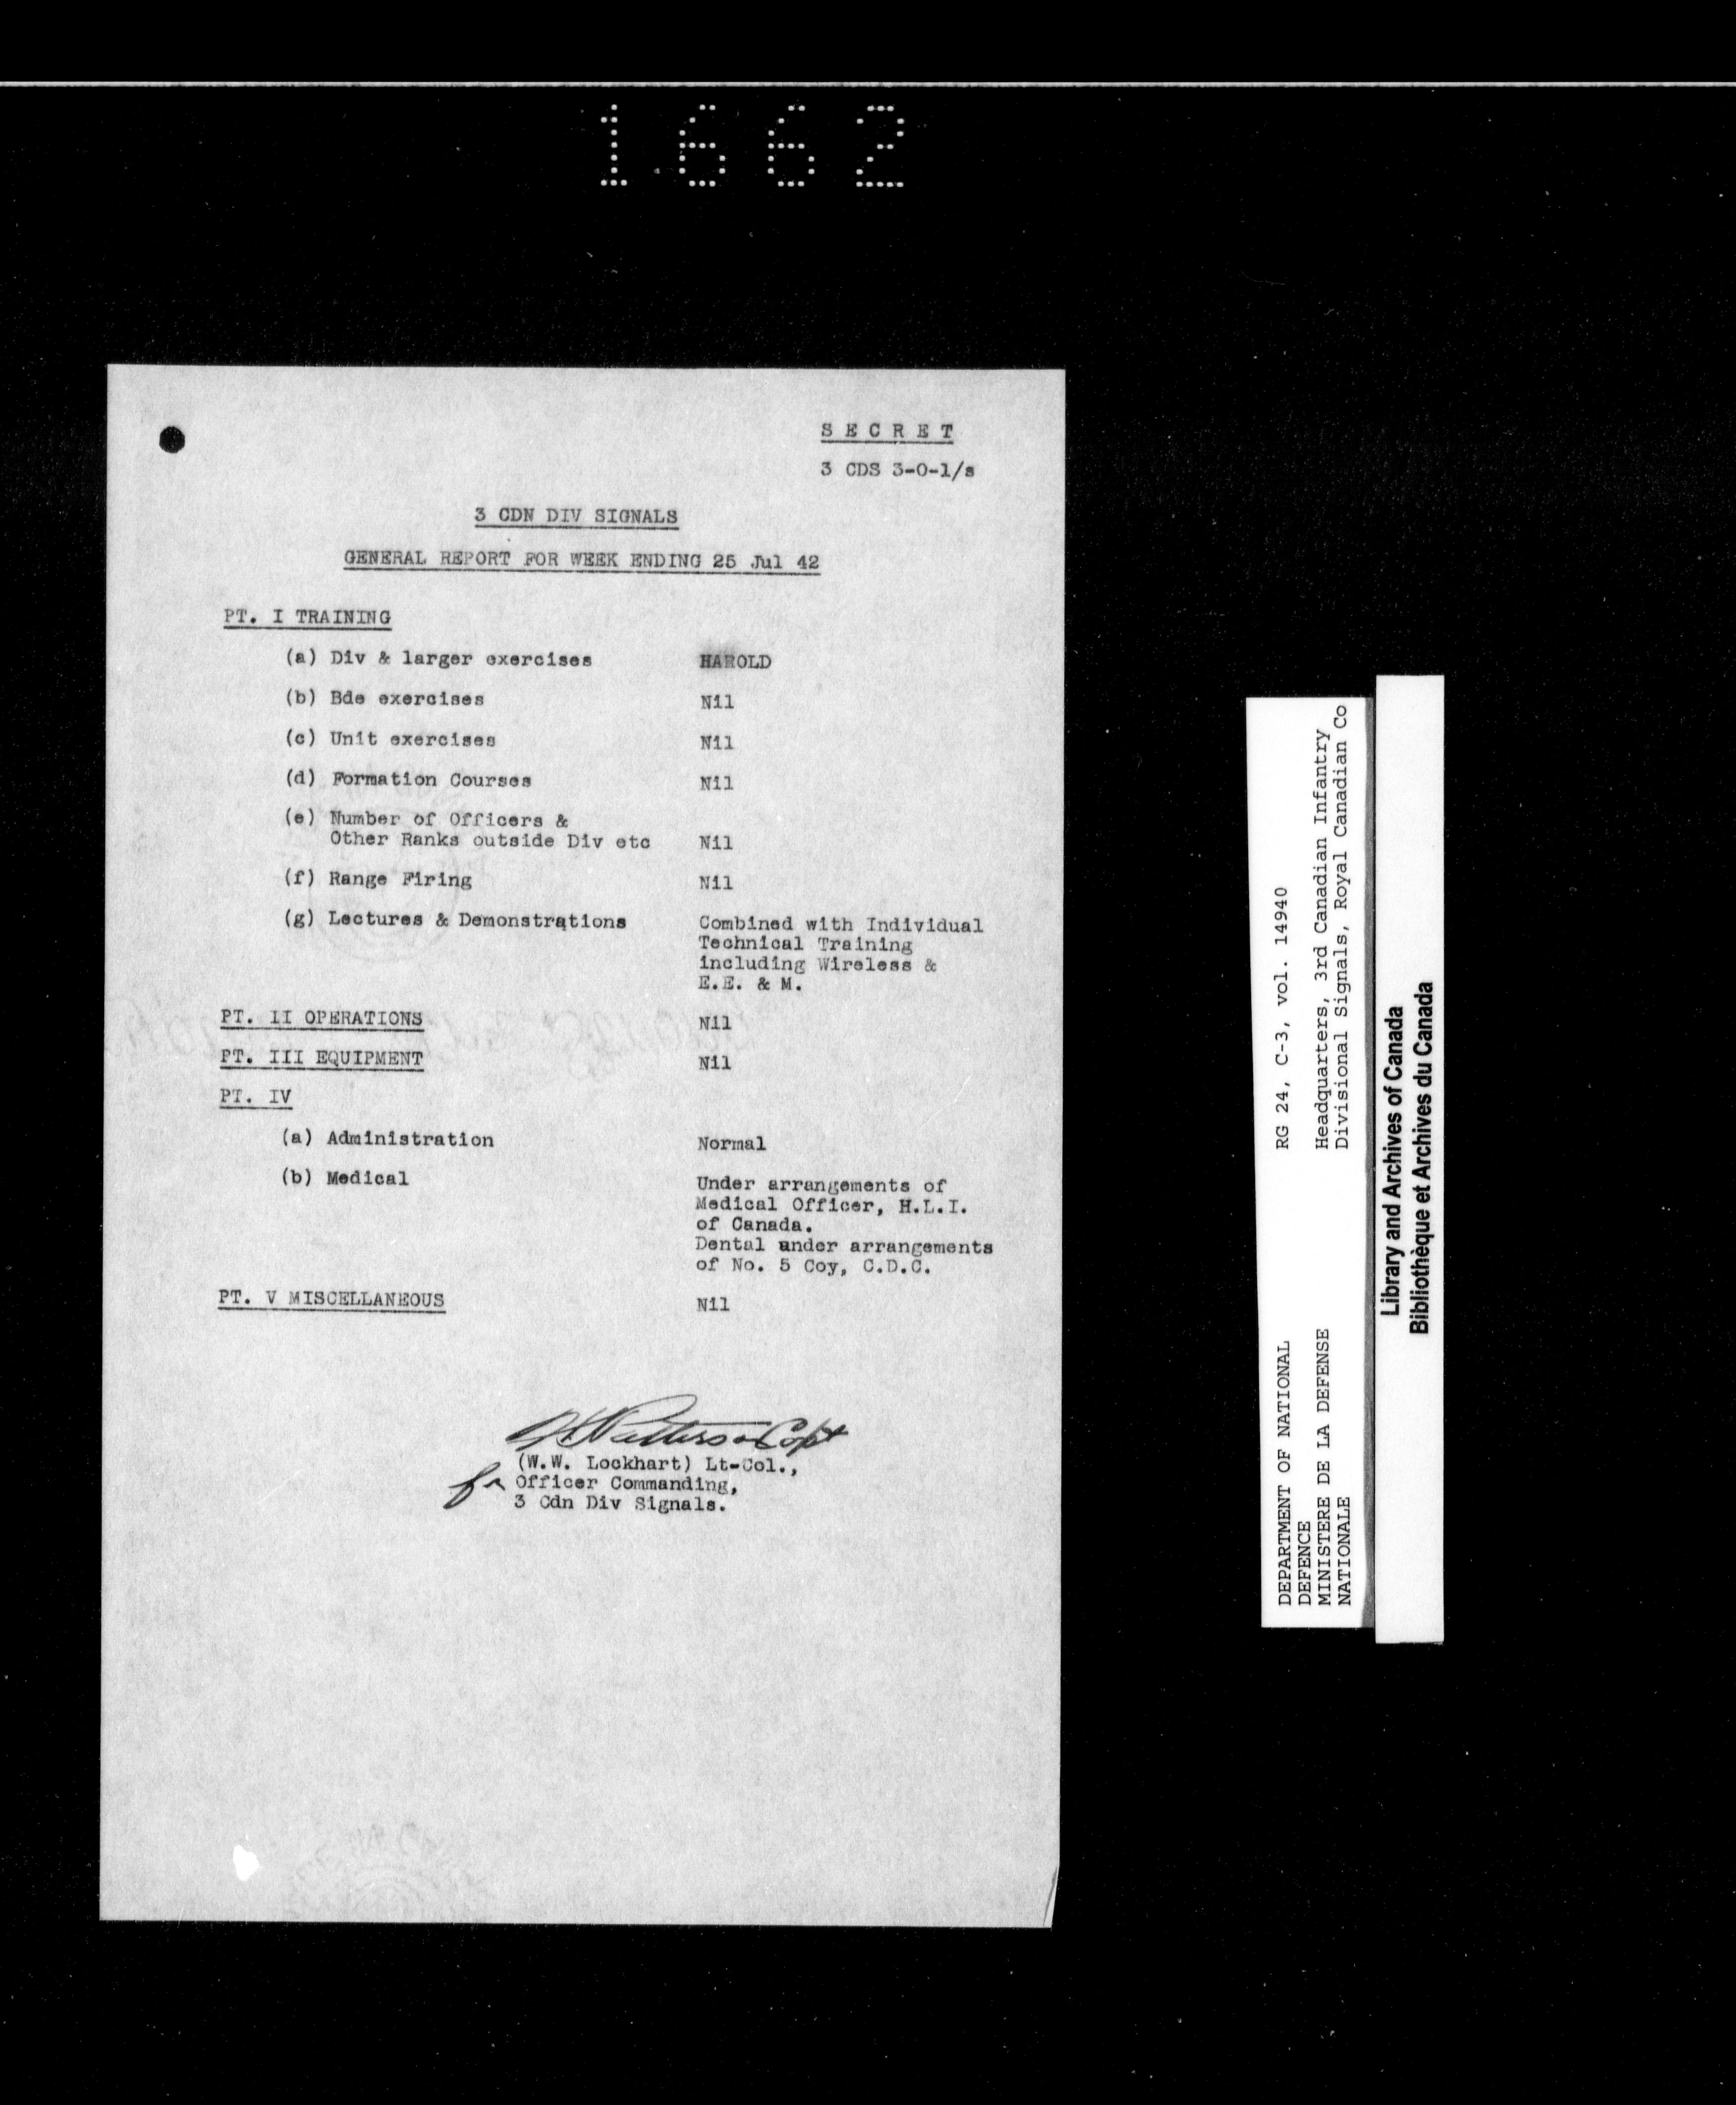 1662
S E C R E T
3 CDS 3-0-1/s
3 CDN DIV SIGNALS
GENERAL REPORT FOR WEEK ENDING 25 Jul 42
PT. I TRAINING
(a) Div & larger exercises HAROLD
(b) Bde exercises Nil
(c) Unit exercises Nil
(d) Formation Courses Nil
(e) Number of Officers &
Other Ranks outside Div etc Nil
(f) Range Firing Nil
(g) Lectures & Demonstrations Combined with Individual
Technical Training
including Wireless &
E.E. & M.
PT. II OPERATIONS Nil
PT. III EQUIPMENT Nil
PT. IV
(a) Administration Normal
(b) Medical Under arrangements of
Medical Officer, H.L.I.
of Canada.
Dental under arrangements
of No. 5 Coy, C.D.C.
PT. V MISCELLANEOUS Nil
Patterson Capt
(W.W. Lockhart) Lt-Col.,
for Officer Commanding,
3 Cdn Div Signals.
DEPARTMENT OF NATIONAL
DEFENCE
MINISTERE DE LA DEFENSE
NATIONALE
RG 24, C-3, vol. 14940
Headquarters, 3rd Canadian Infantry
Divisional Signals, Royal Canadian Co
Library and Archives of Canada
Bibliothèque et Archives du Canada